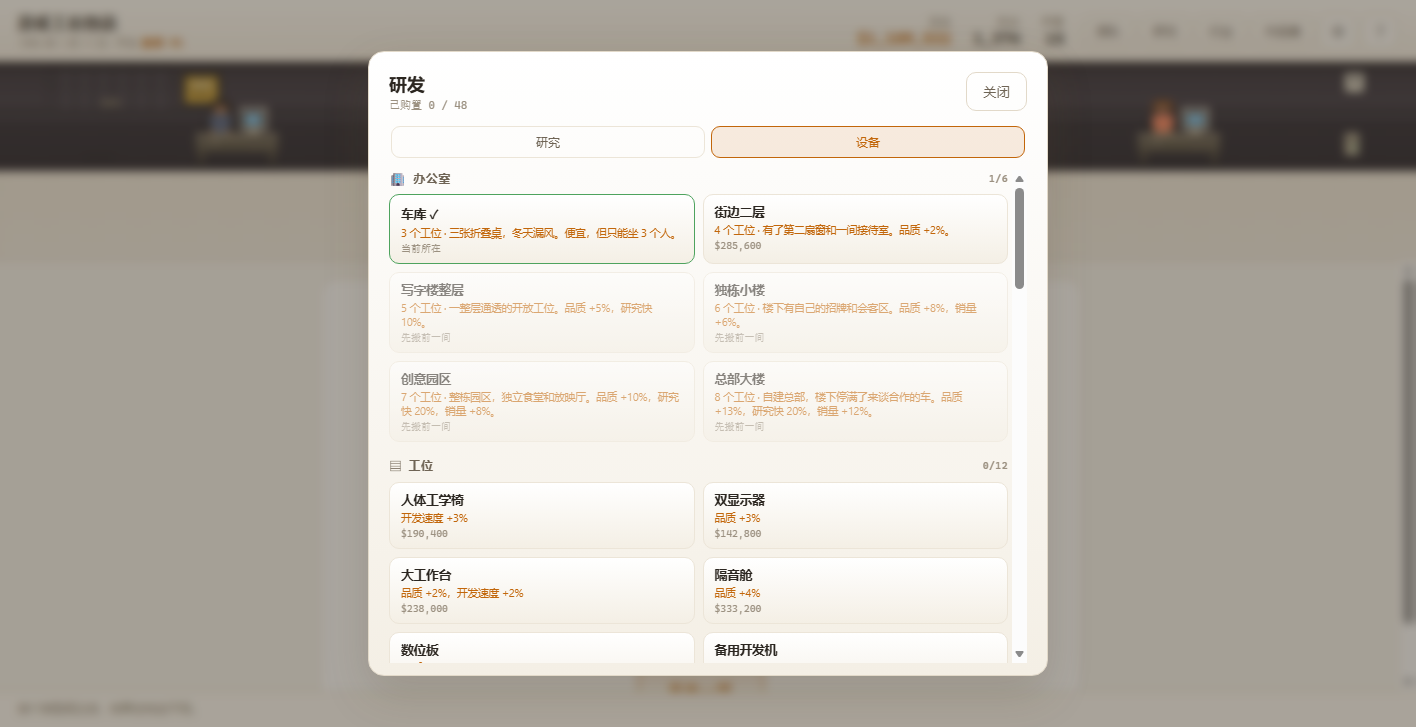 研发
已购置 0 / 48
关闭
研究
设备
办公室
1/6
车库 ✓
3 个工位 · 三张折叠桌，冬天漏风。便宜，但只能坐 3 个人。
当前所在
街边二层
4 个工位 · 有了第二扇窗和一间接待室。品质 +2%。
$285,600
写字楼整层
5 个工位 · 一整层通透的开放工位。品质 +5%，研究快
10%。
先搬前一间
独栋小楼
6 个工位 · 楼下有自己的招牌和会客区。品质 +8%，销量
+6%。
先搬前一间
创意园区
7 个工位 · 整栋园区，独立食堂和放映厅。品质 +10%，研究
快 20%，销量 +8%。
先搬前一间
总部大楼
8 个工位 · 自建总部，楼下停满了来谈合作的车。品质
+13%，研究快 20%，销量 +12%。
先搬前一间
工位
0/12
人体工学椅
开发速度 +3%
$190,400
双显示器
品质 +3%
$142,800
大工作台
品质 +2%，开发速度 +2%
$238,000
隔音舱
品质 +4%
$333,200
数位板
备用开发机